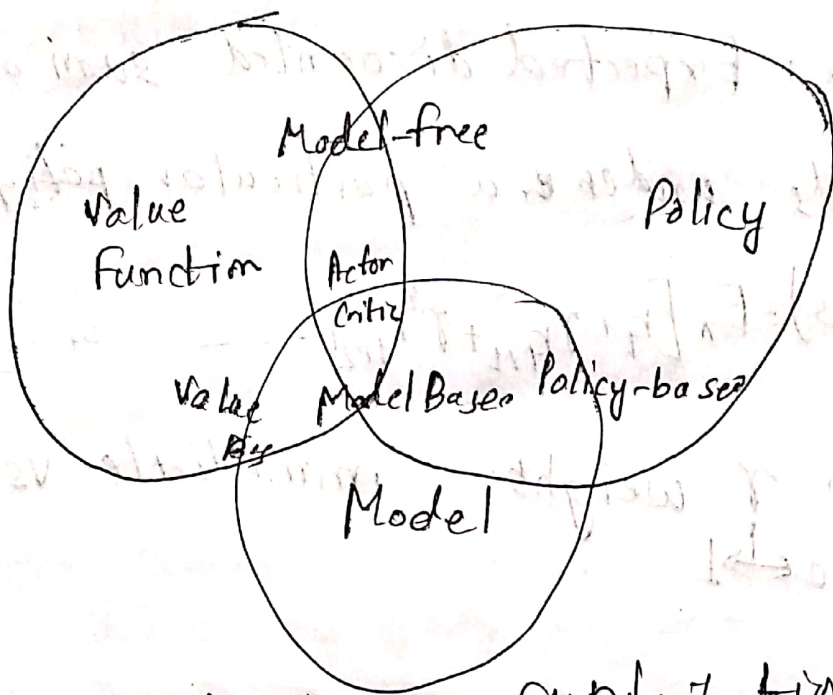 Model-free
Value
Function
Policy
Actor
Critic
Value
Model Based
Policy-based
Model